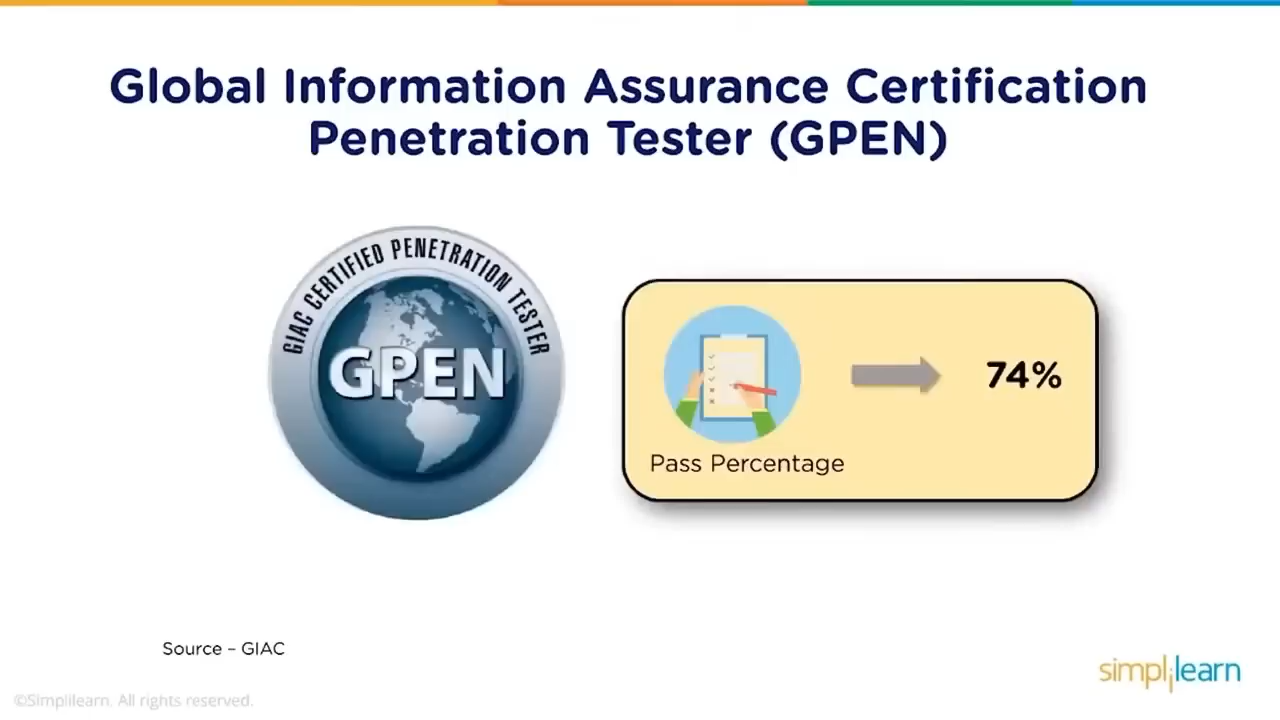 Global Information Assurance Certification
Penetration Tester (GPEN)
GIAC CERTIFIED PENETRATION TESTER
GPEN
74%
Pass Percentage
Source – GIAC
simplilearn
©Simplilearn. All rights reserved.